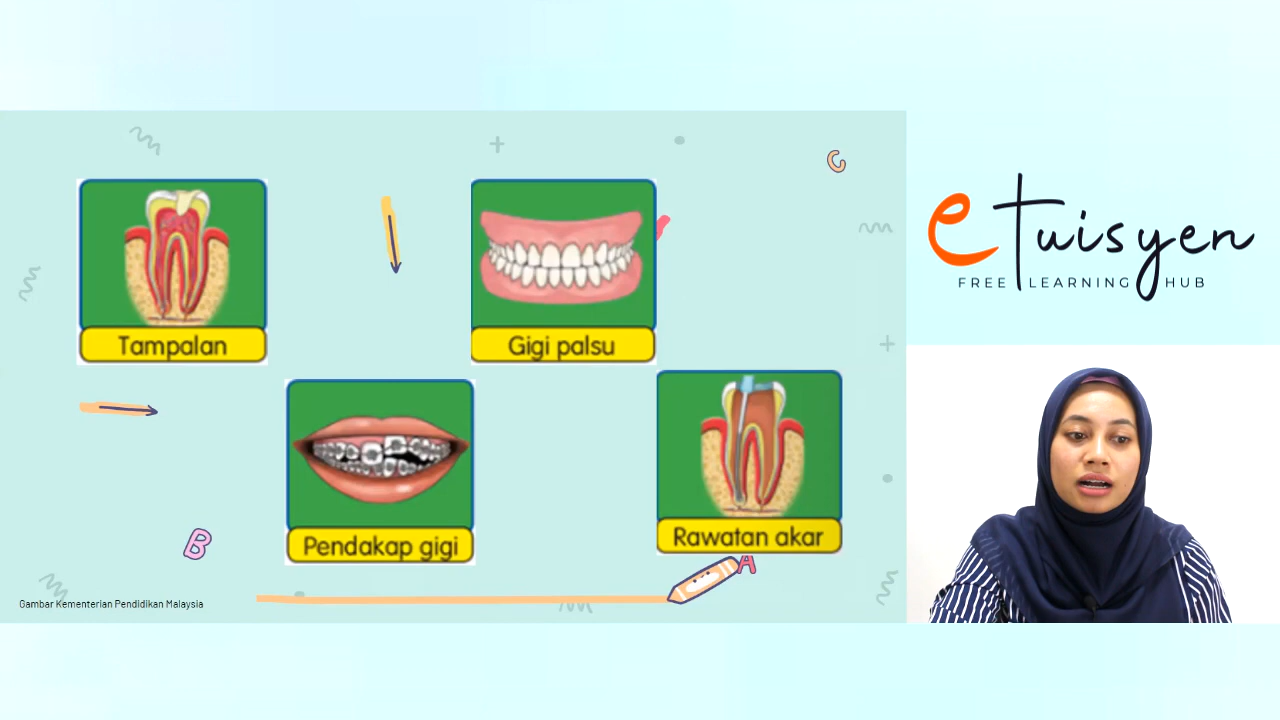 C
Tampalan
Gigi palsu
Pendakap gigi
Rawatan akar
B
A
Gambar Kementerian Pendidikan Malaysia
eTuisyen
FREE LEARNING HUB